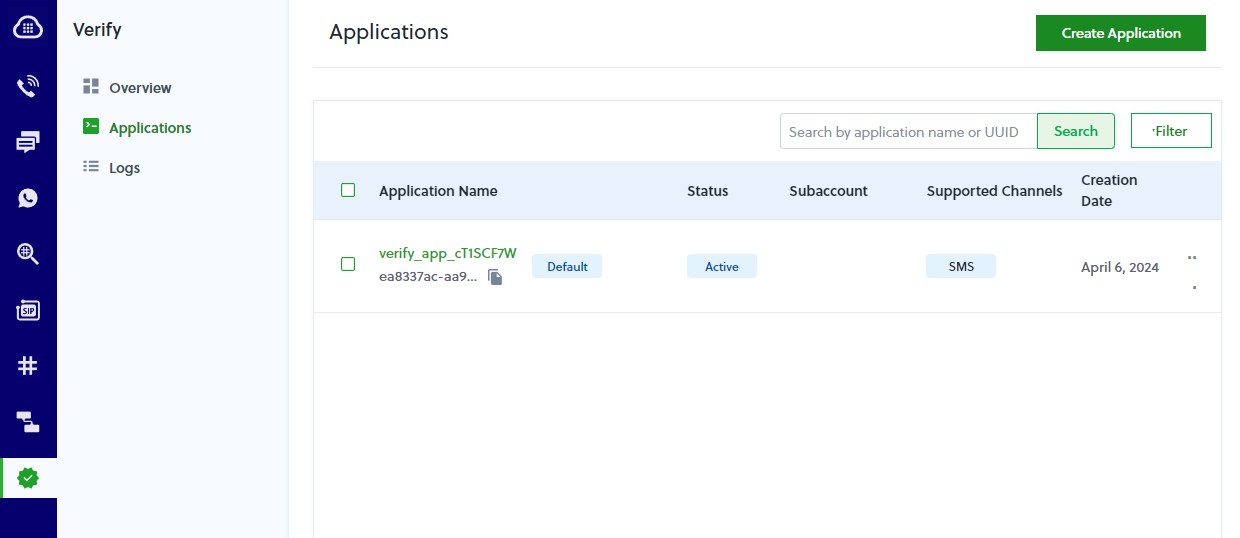 Verify
Overview
Applications
Logs
SIP
Applications
Create Application
Search by application name or UUID
Search
Filter
Application Name
Status
Subaccount
Supported Channels
Creation
Date
verify_app_cT1SCF7W
ea8337ac-aa9...
Default
Active
SMS
April 6, 2024